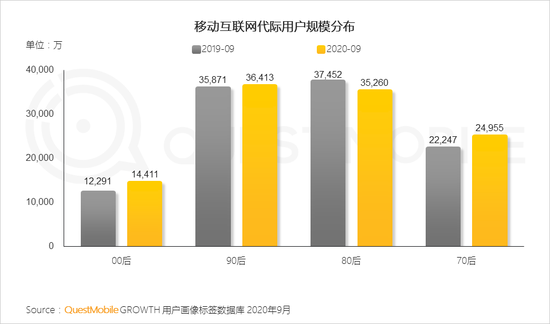 移动互联网代际用户规模分布
单位：万
2019-09 2020-09
40,000
30,000
20,000
10,000
0
12,291 14,411 35,871 36,413 37,452 35,260 22,247 24,955
00后 90后 80后 70后
QUESTMOBILE
Source：QuestMobile GROWTH 用户画像标签数据库 2020年9月